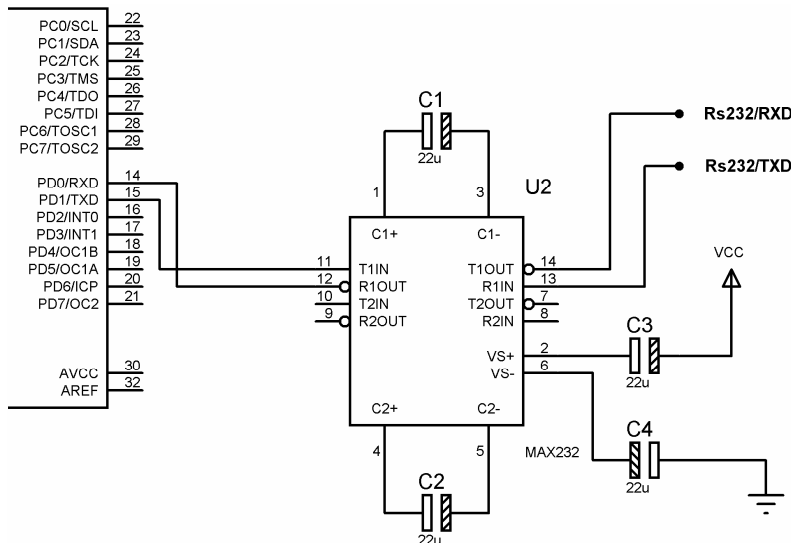 PC0/SCL 22
PC1/SDA 23
PC2/TCK 24
PC3/TMS 25
PC4/TDO 26
PC5/TDI 27
PC6/TOSC1 28
PC7/TOSC2 29
PD0/RXD 14
PD1/TXD 15
PD2/INT0 16
PD3/INT1 17
PD4/OC1B 18
PD5/OC1A 19
PD6/ICP 20
PD7/OC2 21
AVCC 30
AREF 32
C1
22u
1
3
U2
C1+
C1-
11 T1IN
12 R1OUT
10 T2IN
9 R2OUT
T1OUT 14
R1IN 13
T2OUT 7
R2IN 8
VS+ 2
VS- 6
C2+
C2-
4
5
MAX232
C2
22u
Rs232/RXD
Rs232/TXD
VCC
C3
22u
C4
22u